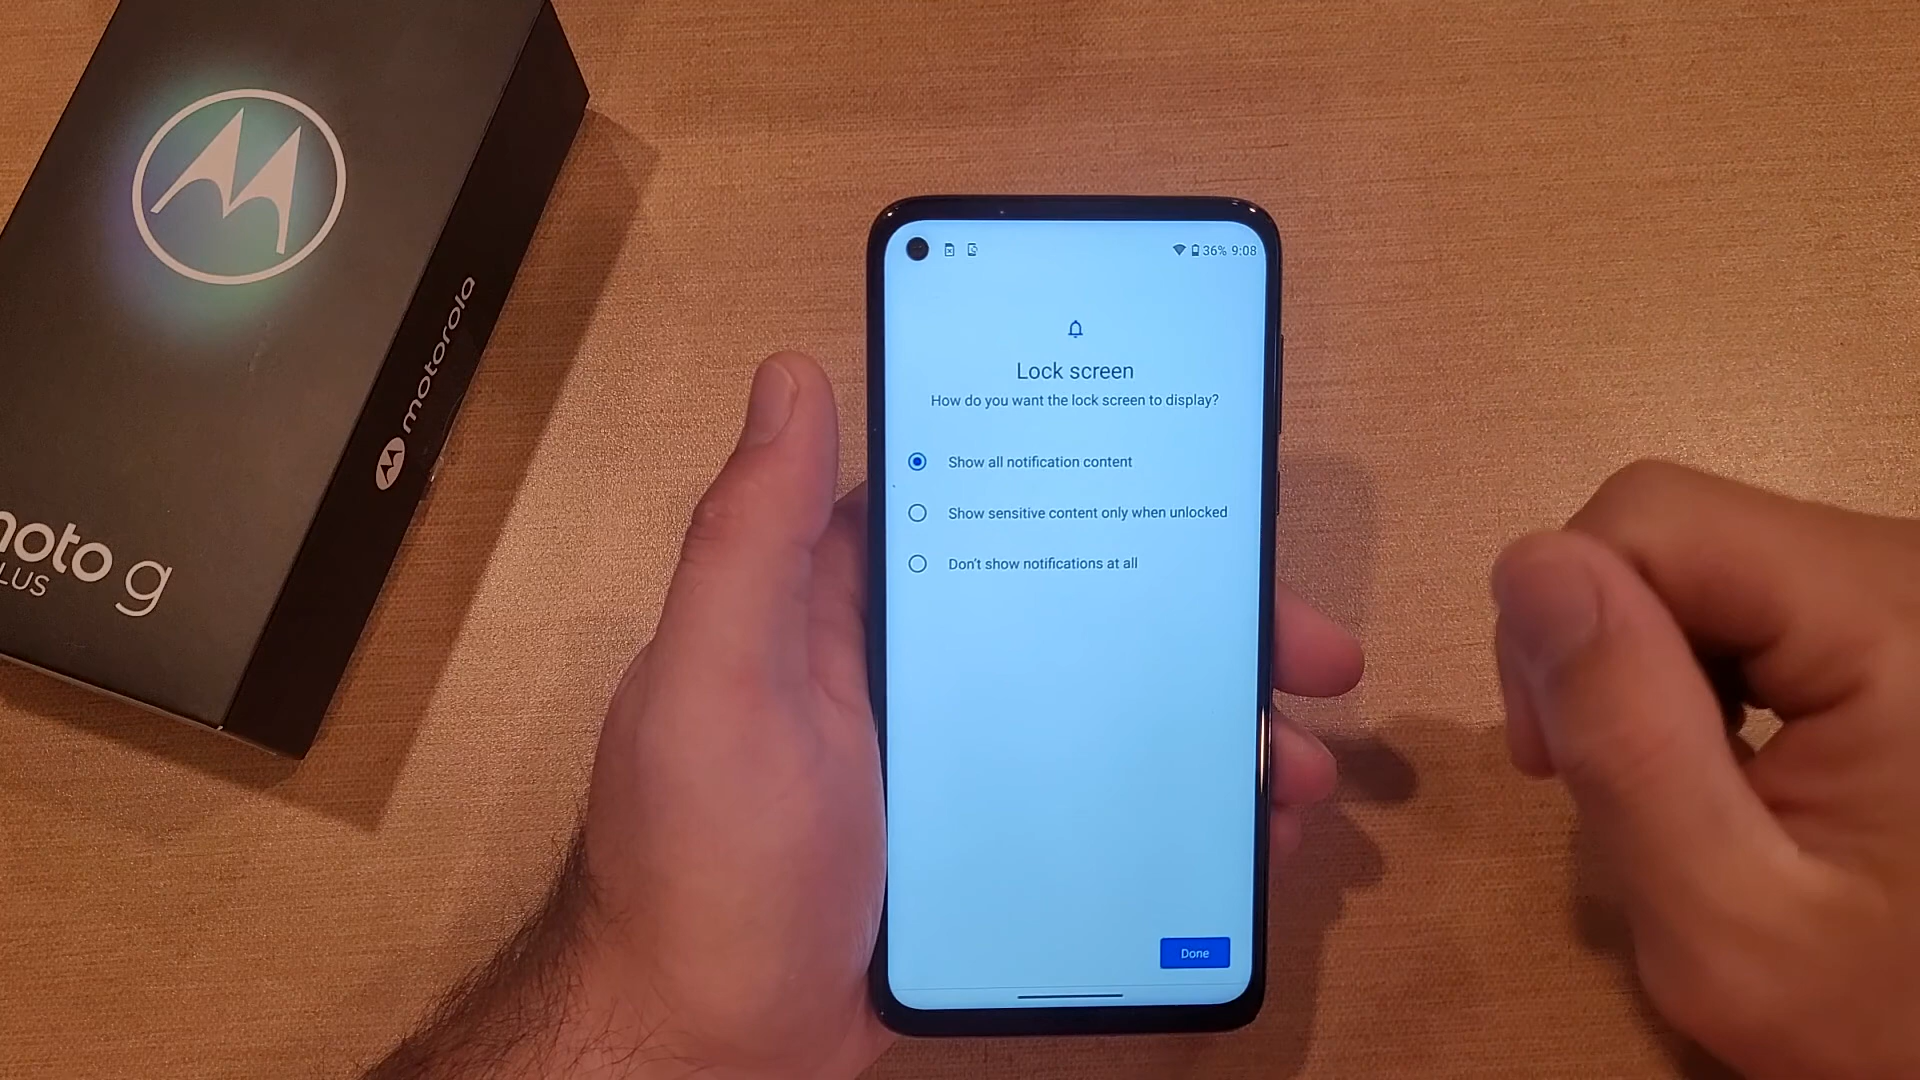 motorola
moto g
LUS
36% 9:08
Lock screen
How do you want the lock screen to display?
Show all notification content
Show sensitive content only when unlocked
Don't show notifications at all
Done